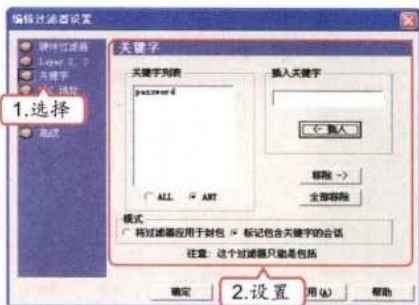 编辑过滤器设置
硬件过滤器
Layer 2, 3
关键字
地址
1.选择
高级
关键字
关键字列表
password
ALL ANY
插入关键字
<- 插入
移除 ->
全部移除
模式
将过滤器应用于封包 标记包含关键字的会话
注意: 这个过滤器只能是包括
确定
2.设置
用(A)
帮助